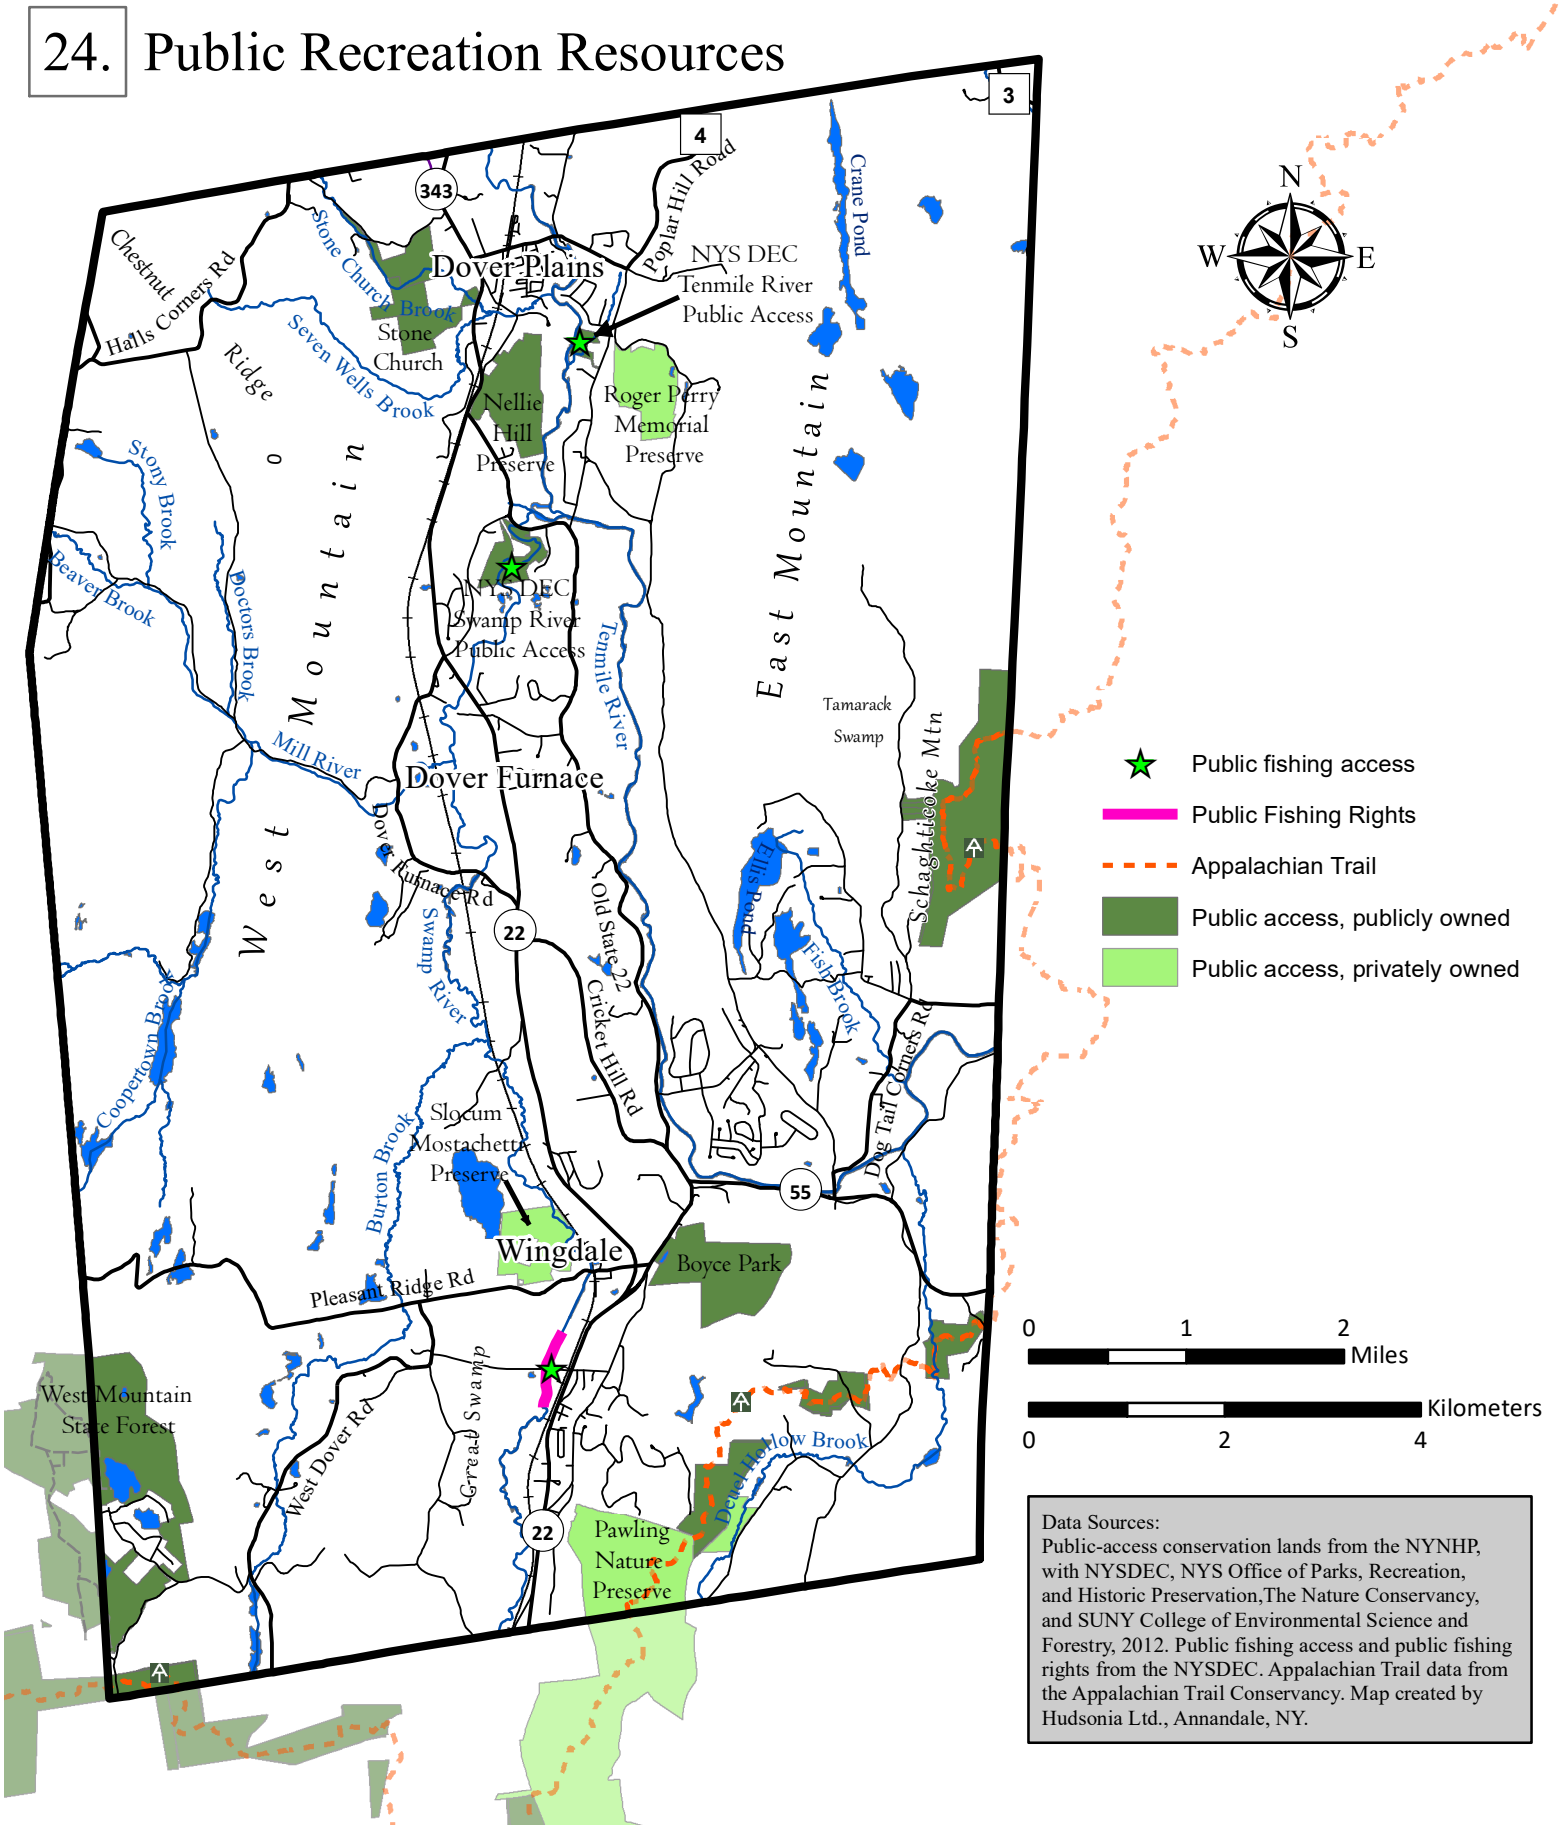 24. Public Recreation Resources
3
4
343
Poplar Hill Road
Crane Pond
Chestnut
Ridge
Halls Corners Rd
Stone Church Brook
Dover Plains
NYS DEC
Tenmile River
Public Access
Stone
Church
Seven Wells Brook
Nellie
Hill
Preserve
Roger Perry
Memorial
Preserve
East Mountain
Stony Brook
Beaver Brook
Doctors Brook
West Mountain
o
NYS DEC
Swamp River
Public Access
Tenmile River
Tamarack
Swamp
Schaghticoke Mtn
Mill River
Dover Furnace
Dover Furnace Rd
Ellis Pond
Old State 22
22
Swamp River
Fish Brook
Cricket Hill Rd
Coopertown Brook
Dog Tail Corners Rd
Slocum
Mostachetti
Preserve
Burton Brook
55
Wingdale
Boyce Park
Pleasant Ridge Rd
West Mountain
State Forest
West Dover Rd
Great Swamp
Deuel Hollow Brook
22
Pawling
Nature
Preserve
N
W E
S
Public fishing access
Public Fishing Rights
Appalachian Trail
Public access, publicly owned
Public access, privately owned
0 1 2
Miles
Kilometers
0 2 4
Data Sources:
Public-access conservation lands from the NYNHP,
with NYSDEC, NYS Office of Parks, Recreation,
and Historic Preservation,The Nature Conservancy,
and SUNY College of Environmental Science and
Forestry, 2012. Public fishing access and public fishing
rights from the NYSDEC. Appalachian Trail data from
the Appalachian Trail Conservancy. Map created by
Hudsonia Ltd., Annandale, NY.